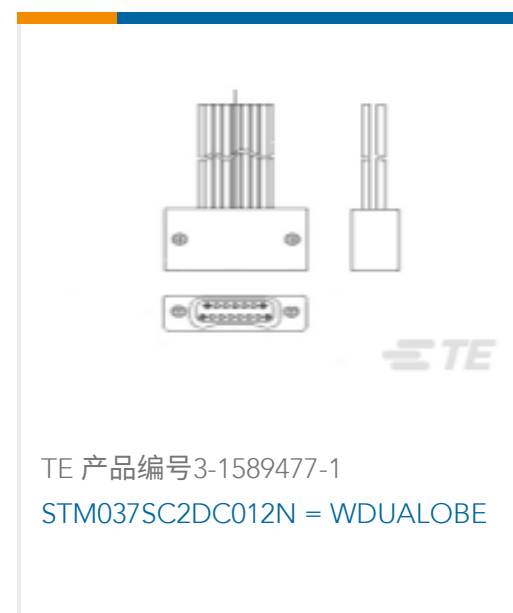 TE
TE 产品编号3-1589477-1
STM037SC2DC012N = WDUALOBE